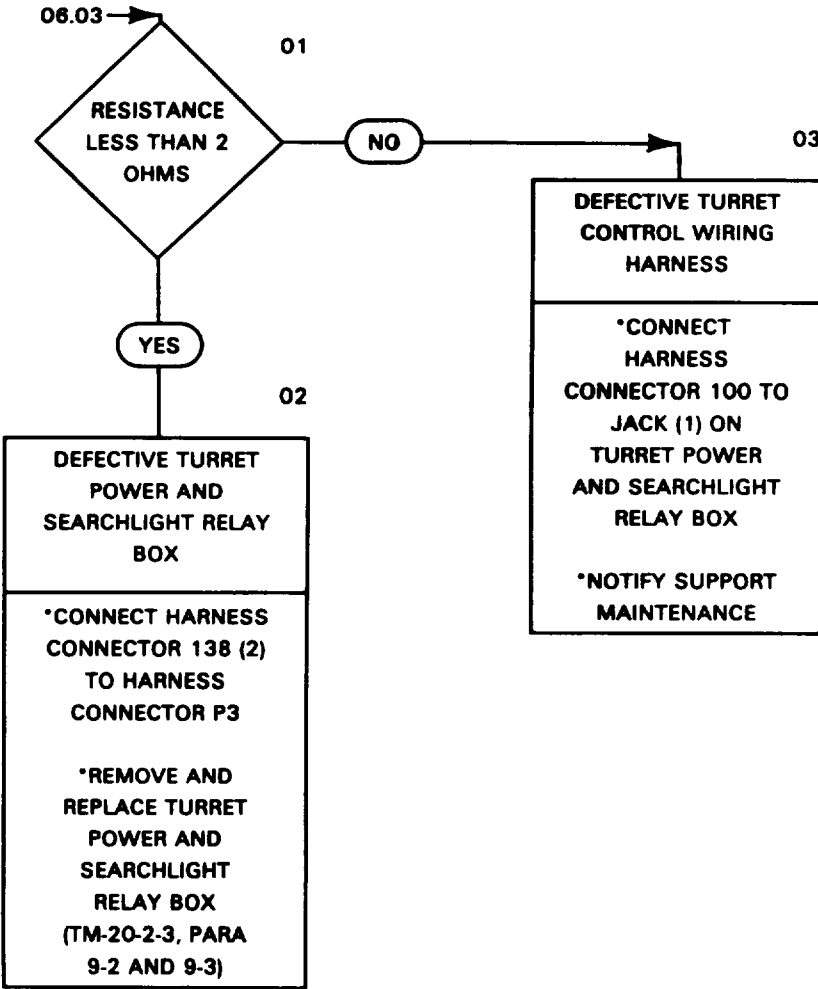 06.03
01
RESISTANCE
LESS THAN 2
OHMS
NO
03
DEFECTIVE TURRET
CONTROL WIRING
HARNESS
*CONNECT
HARNESS
CONNECTOR 100 TO
JACK (1) ON
TURRET POWER
AND SEARCHLIGHT
RELAY BOX
*NOTIFY SUPPORT
MAINTENANCE
YES
02
DEFECTIVE TURRET
POWER AND
SEARCHLIGHT RELAY
BOX
*CONNECT HARNESS
CONNECTOR 138 (2)
TO HARNESS
CONNECTOR P3
*REMOVE AND
REPLACE TURRET
POWER AND
SEARCHLIGHT
RELAY BOX
(TM-20-2-3, PARA
9-2 AND 9-3)